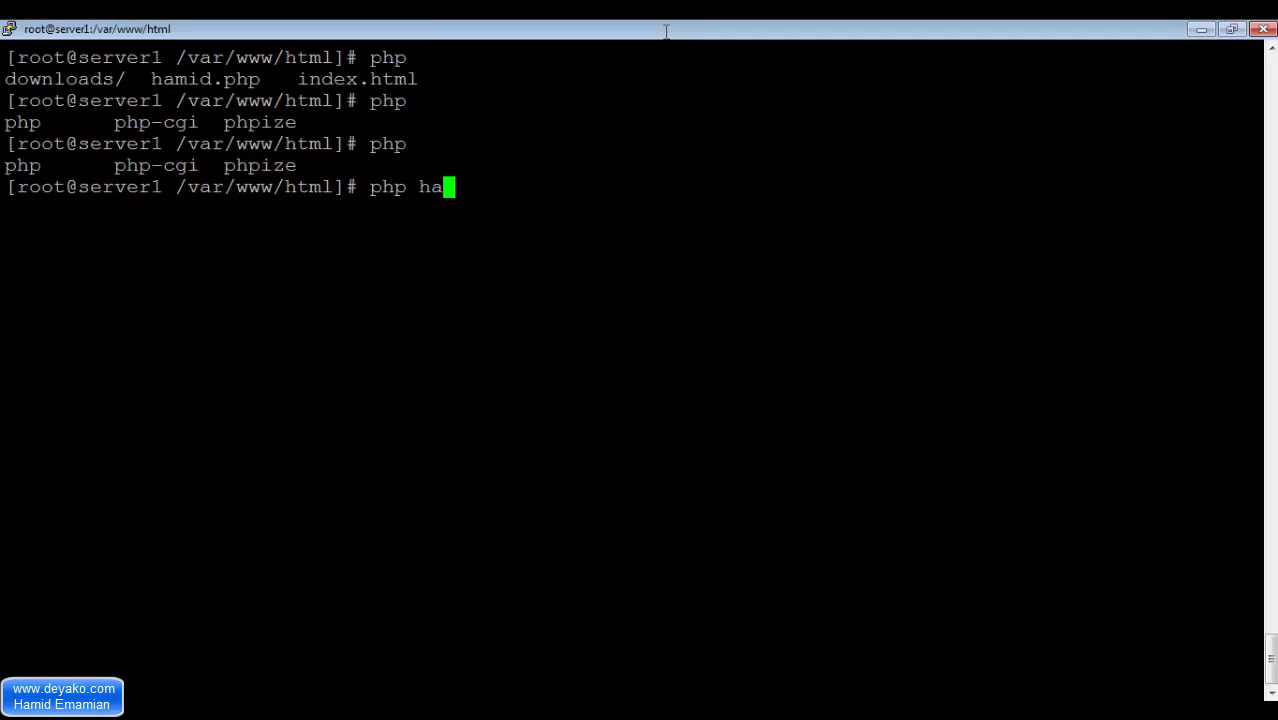 root@server1:/var/www/html
[root@server1 /var/www/html]# php
downloads/ hamid.php index.html
[root@server1 /var/www/html]# php
php php-cgi phpize
[root@server1 /var/www/html]# php
php php-cgi phpize
[root@server1 /var/www/html]# php ha
www.deyako.com
Hamid Emamian